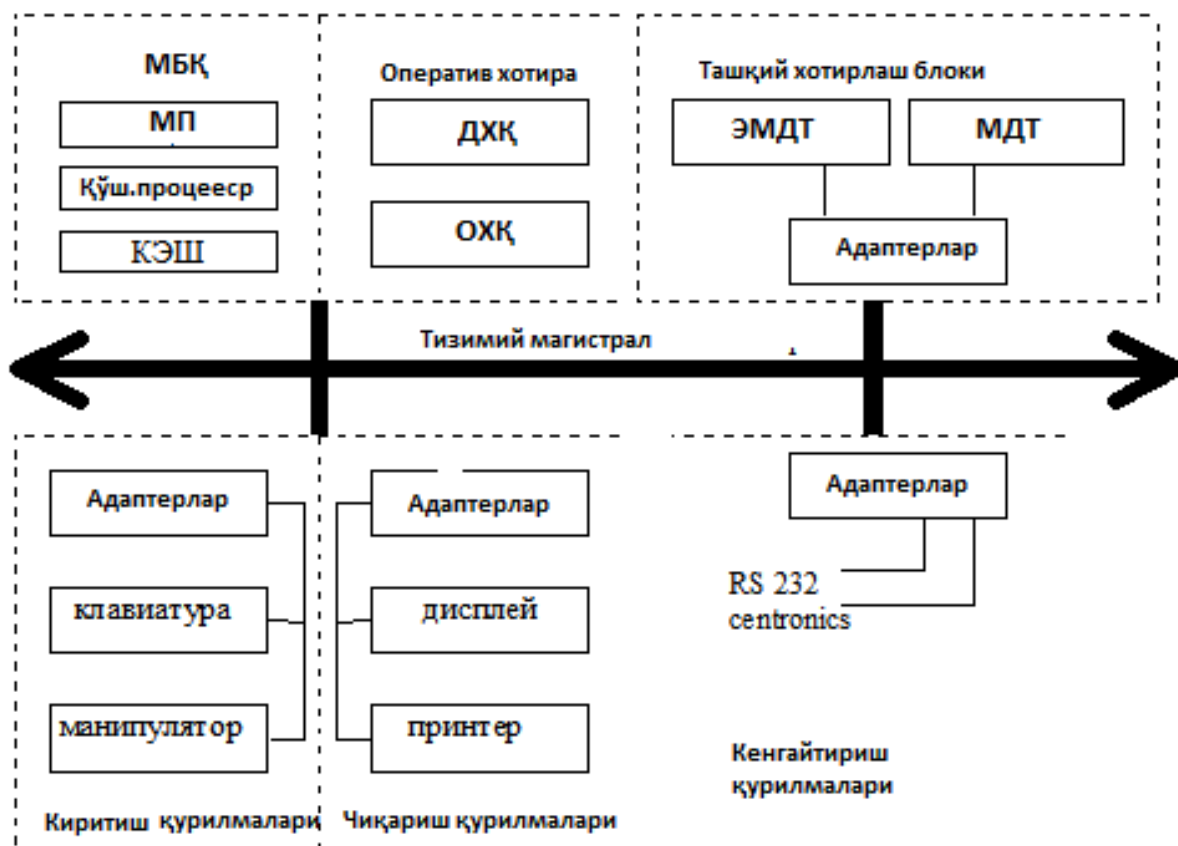 МБҚ
МП
Қўш.процееср
КЭШ
Оператив хотира
ДХҚ
ОХҚ
Ташқий хотирлаш блоки
ЭМДТ
МДТ
Адаптерлар
Тизимий магистрал
Адаптерлар
клавиатура
манипулятор
Киритиш қурилмалари
Адаптерлар
дисплей
принтер
Чиқариш қурилмалари
Адаптерлар
RS 232
centronics
Кенгайтириш
қурилмалари